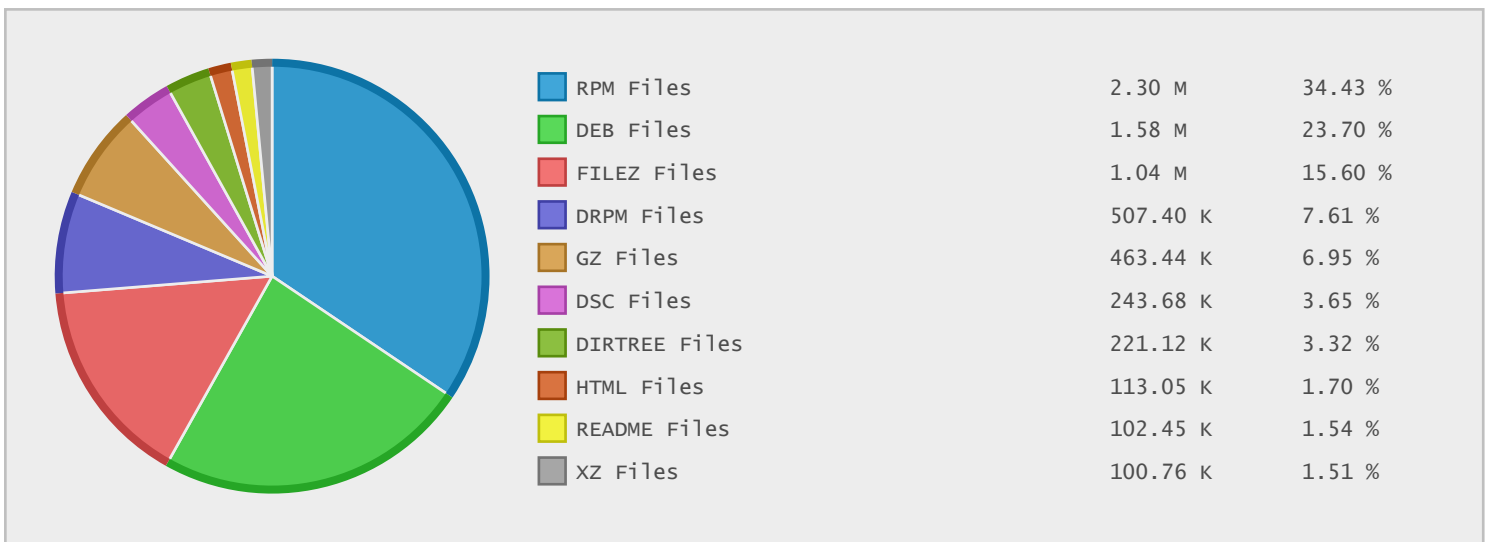 RPM Files 2.30 M 34.43 %
DEB Files 1.58 M 23.70 %
FILEZ Files 1.04 M 15.60 %
DRPM Files 507.40 K 7.61 %
GZ Files 463.44 K 6.95 %
DSC Files 243.68 K 3.65 %
DIRTREE Files 221.12 K 3.32 %
HTML Files 113.05 K 1.70 %
README Files 102.45 K 1.54 %
XZ Files 100.76 K 1.51 %